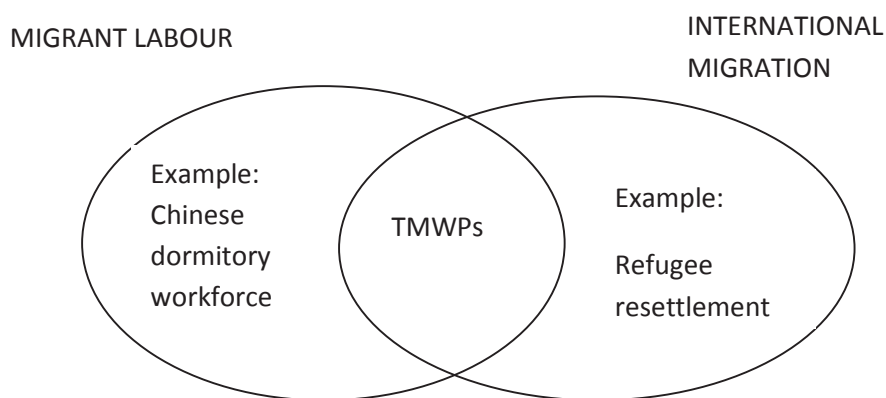 MIGRANT LABOUR
INTERNATIONAL
MIGRATION
Example:
Chinese
dormitory
workforce
TMWPs
Example:
Refugee
resettlement